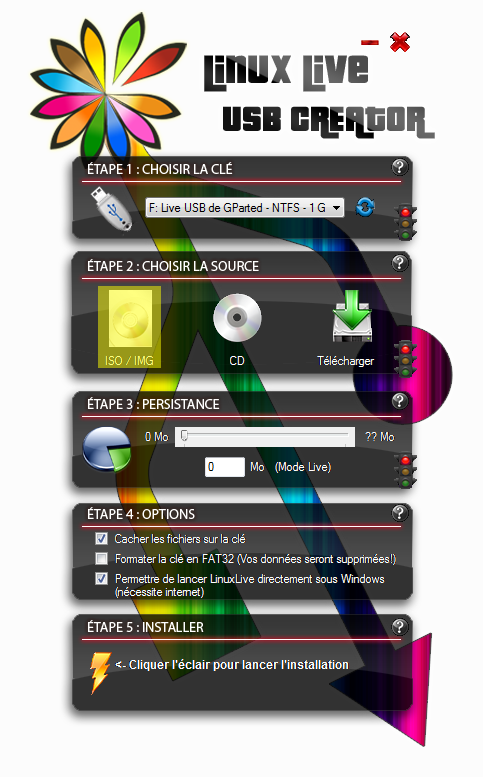 Linux Live
USB CREATOR
ÉTAPE 1 : CHOISIR LA CLÉ
?
F: Live USB de GParted - NTFS - 1 G
ÉTAPE 2 : CHOISIR LA SOURCE
?
ISO / IMG
CD
Télécharger
ÉTAPE 3 : PERSISTANCE
?
0 Mo
?? Mo
0
Mo
(Mode Live)
ÉTAPE 4 : OPTIONS
?
Cacher les fichiers sur la clé
Formater la clé en FAT32 (Vos données seront supprimées!)
Permettre de lancer LinuxLive directement sous Windows
(nécessite internet)
ÉTAPE 5 : INSTALLER
?
<- Cliquer l'éclair pour lancer l'installation